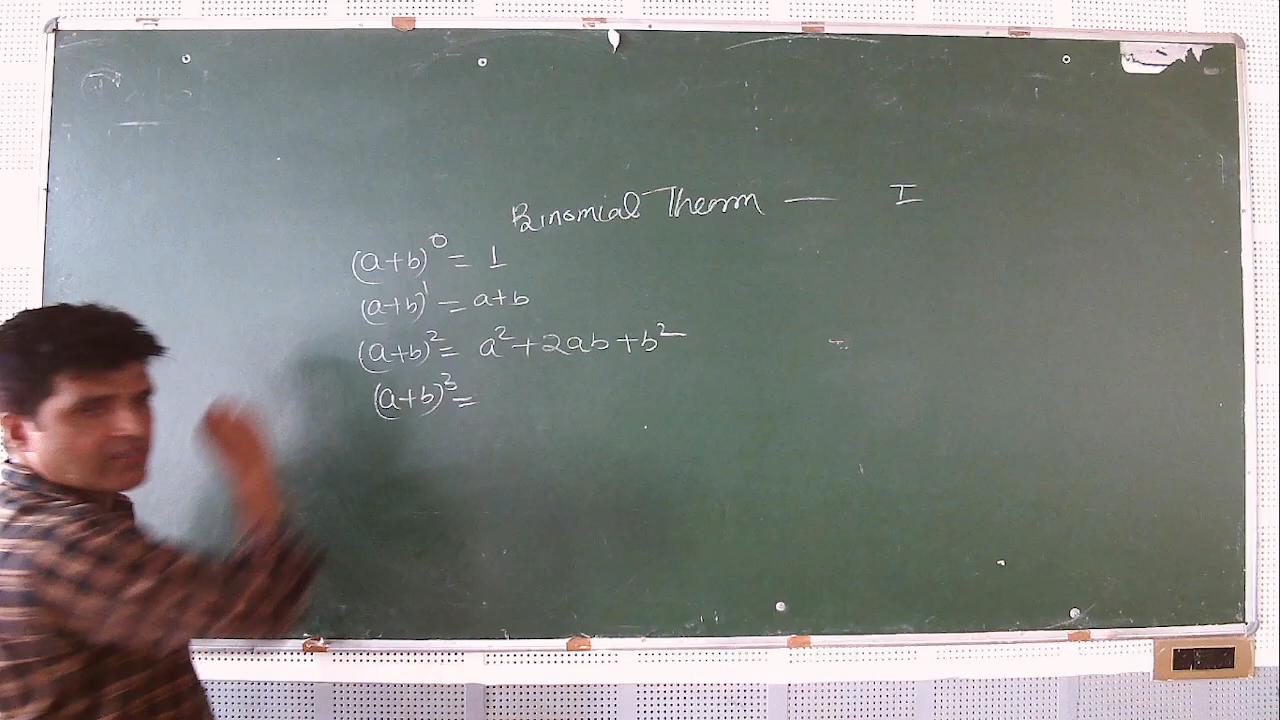 Binomial Theorm — I
(a+b)⁰ = 1
(a+b)¹ = a+b
(a+b)² = a²+2ab+b²
(a+b)³ =